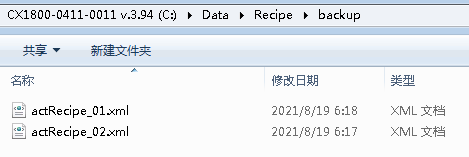 CX1800-0411-0011 v.3.94 (C:) ▸ Data ▸ Recipe ▸ backup
共享 ▼ 新建文件夹
名称 修改日期 类型
actRecipe_01.xml 2021/8/19 6:18 XML 文档
actRecipe_02.xml 2021/8/19 6:17 XML 文档